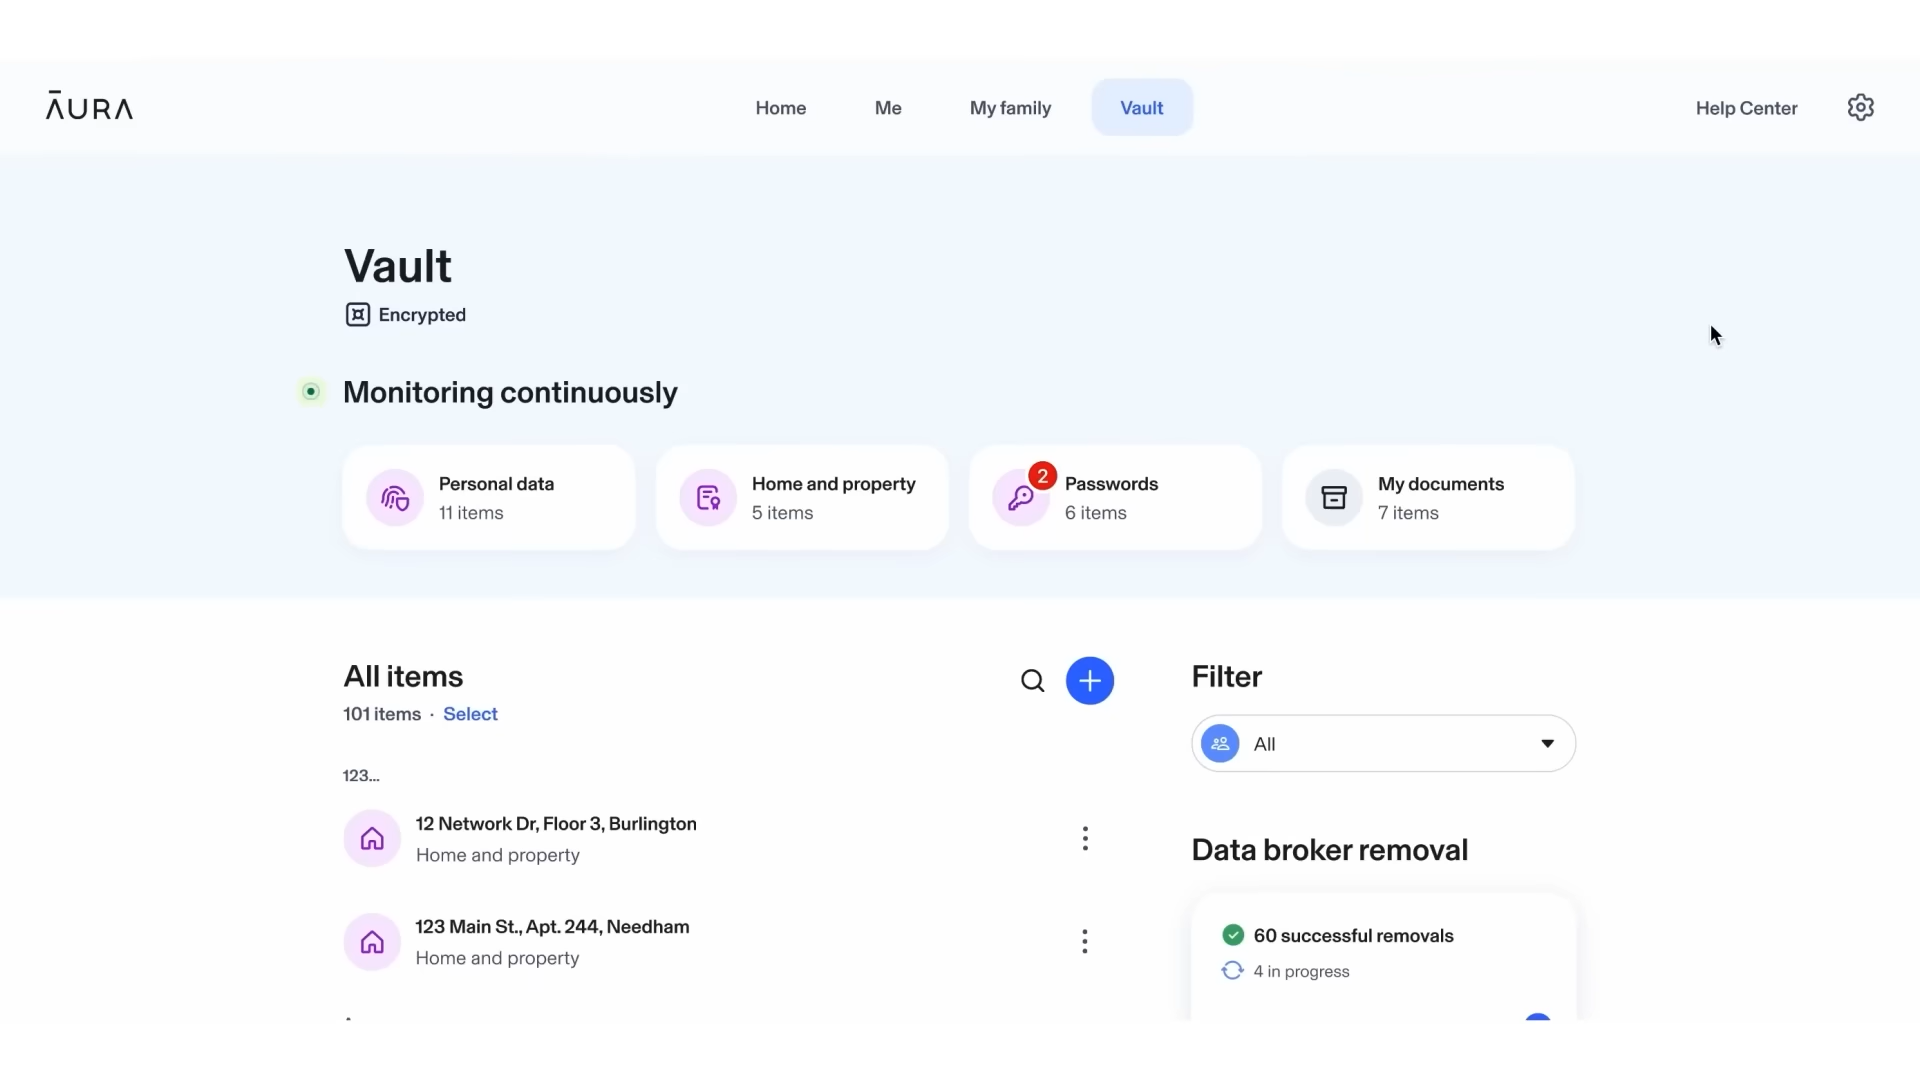 ĀURA
Home
Me
My family
Vault
Help Center
Vault
Encrypted
Monitoring continuously
Personal data
11 items
Home and property
5 items
2
Passwords
6 items
My documents
7 items
All items
101 items · Select
Filter
All
123...
12 Network Dr, Floor 3, Burlington
Home and property
123 Main St., Apt. 244, Needham
Home and property
Data broker removal
60 successful removals
4 in progress